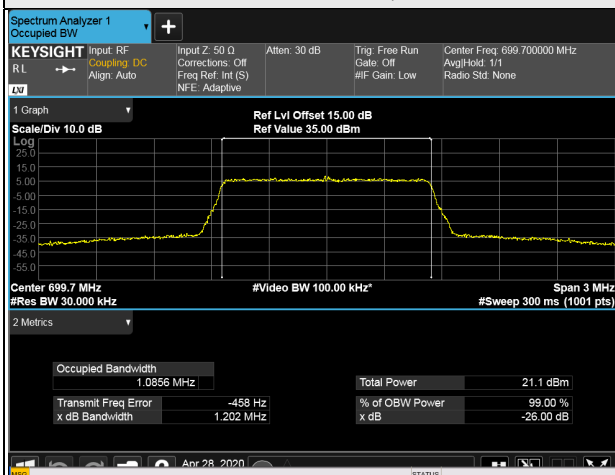 Spectrum Analyzer 1
Occupied BW
+
KEYSIGHT
RL
LXI
Input: RF
Coupling: DC
Align: Auto
Input Z: 50 Ω
Corrections: Off
Freq Ref: Int (S)
NFE: Adaptive
Atten: 30 dB
Trig: Free Run
Gate: Off
#IF Gain: Low
Center Freq: 699.700000 MHz
Avg|Hold: 1/1
Radio Std: None
1 Graph
Scale/Div 10.0 dB
Ref Lvl Offset 15.00 dB
Ref Value 35.00 dBm
Log
25.0
15.0
5.00
-5.00
-15.0
-25.0
-35.0
-45.0
-55.0
Center 699.7 MHz
#Video BW 100.00 kHz*
Span 3 MHz
#Res BW 30.000 kHz
#Sweep 300 ms (1001 pts)
2 Metrics
Occupied Bandwidth
1.0856 MHz
Total Power 21.1 dBm
Transmit Freq Error -458 Hz
% of OBW Power 99.00 %
x dB Bandwidth 1.202 MHz
x dB -26.00 dB
Apr 28, 2020
MSG
STATUS